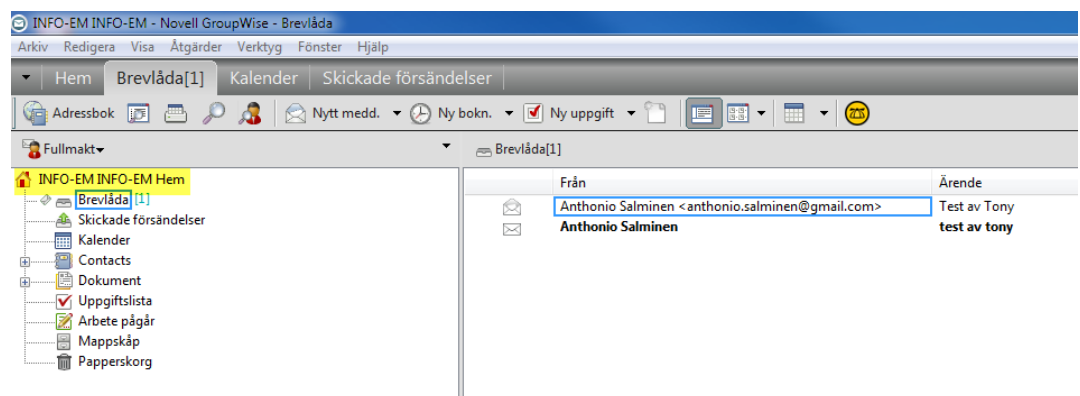 INFO-EM INFO-EM - Novell GroupWise - Brevlåda
Arkiv Redigera Visa Åtgärder Verktyg Fönster Hjälp
Hem Brevlåda[1] Kalender Skickade försändelser
Adressbok Nytt medd. Ny bokn. Ny uppgift
Fullmakt Brevlåda[1]
INFO-EM INFO-EM Hem
Från Ärende
Brevlåda [1]
Anthonio Salminen <anthonio.salminen@gmail.com> Test av Tony
Skickade försändelser
Anthonio Salminen test av tony
Kalender
Contacts
Dokument
Uppgiftslista
Arbete pågår
Mappskåp
Papperskorg